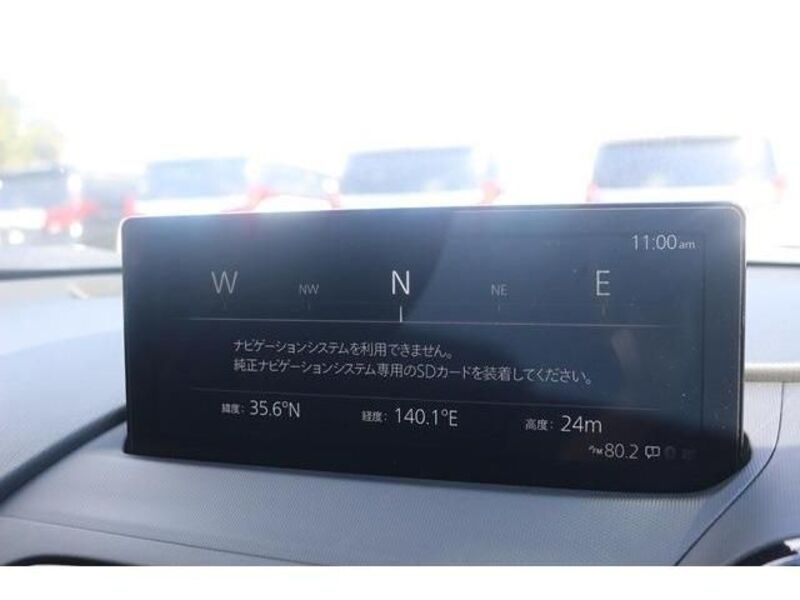 11:00am
W NW N NE E
ナビゲーションシステムを利用できません。
純正ナビゲーションシステム専用のSDカードを装着してください。
緯度: 35.6°N 経度: 140.1°E 高度: 24m
FM 80.2